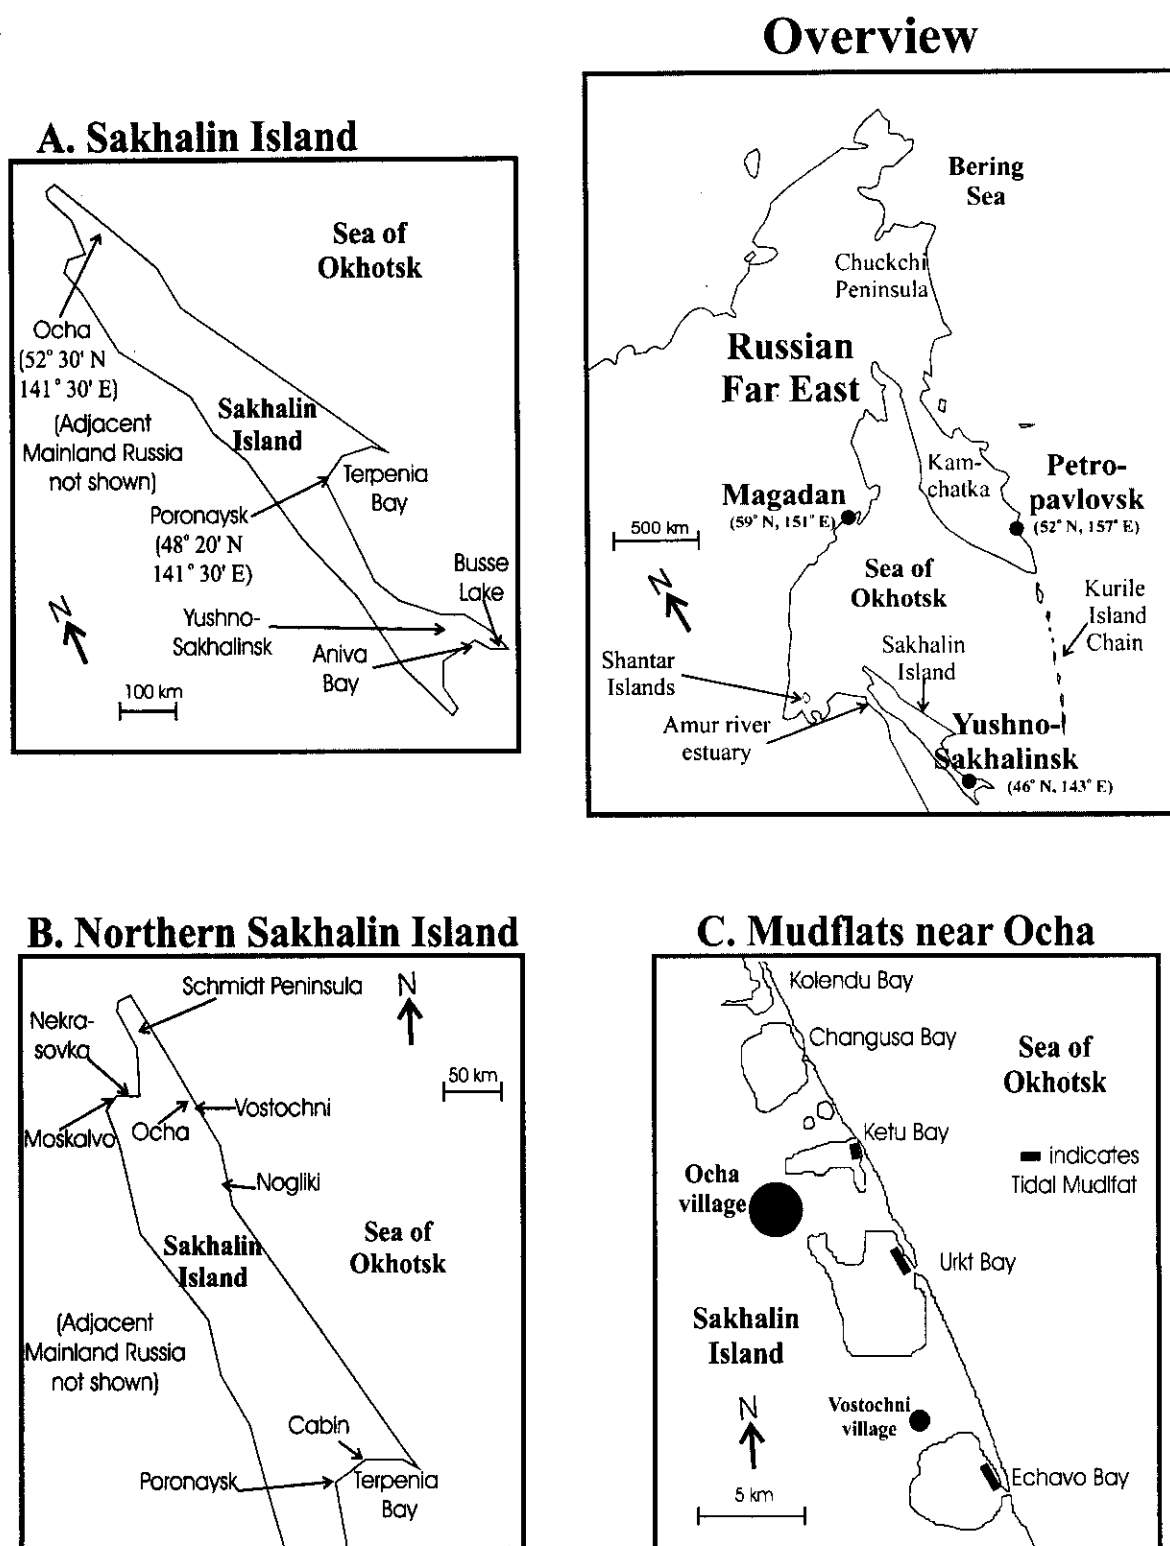 Overview
Bering
Sea
Chuckchi
Peninsula
Russian
Far East
Kam-
chatka
Petro-
pavlovsk
(52° N, 157° E)
Magadan
(59° N, 151° E)
500 km
N
Sea of
Okhotsk
Kurile
Island
Chain
Sakhalin
Island
Shantar
Islands
Amur river
estuary
Yushno-
Sakhalinsk
(46° N, 143° E)
A. Sakhalin Island
Sea of
Okhotsk
Ocha
(52° 30' N
141° 30' E)
(Adjacent
Mainland Russia
not shown)
Sakhalin
Island
Terpenia
Bay
Poronaysk
(48° 20' N
141° 30' E)
Busse
Lake
Yushno-
Sakhalinsk
Aniva
Bay
N
100 km
B. Northern Sakhalin Island
Schmidt Peninsula
N
Nekra-
sovka
50 km
Moskalvo
Ocha
Vostochni
Nogliki
Sakhalin
Island
Sea of
Okhotsk
(Adjacent
Mainland Russia
not shown)
Cabin
Poronaysk
Terpenia
Bay
C. Mudflats near Ocha
Kolendu Bay
Changusa Bay
Sea of
Okhotsk
Ketu Bay
indicates
Tidal Mudlfat
Ocha
village
Urkt Bay
Sakhalin
Island
Vostochni
village
N
5 km
Echavo Bay